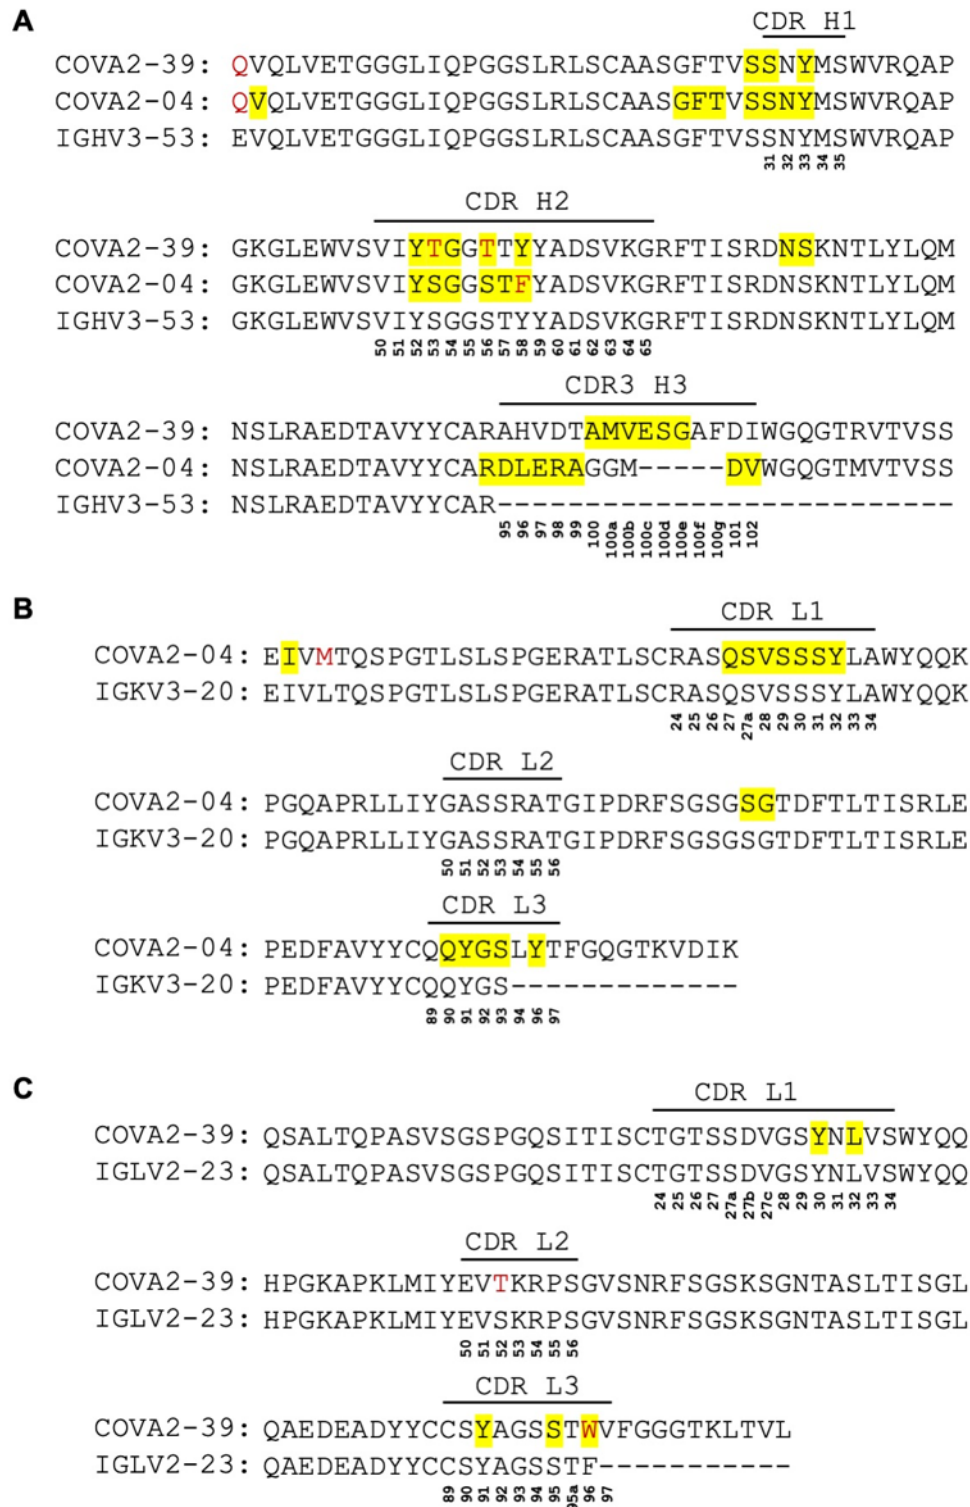 A
CDR H1
COVA2-39: QVQLVETGGGLIQPGGSLRLSCAASGFTVSSNYMSWVRQAP
COVA2-04: QVQLVETGGGLIQPGGSLRLSCAASGFTVSSNYMSWVRQAP
IGHV3-53: EVQLVETGGGLIQPGGSLRLSCAASGFTVSSNYMSWVRQAP
31 32 33 34 35
CDR H2
COVA2-39: GKGLEWVSVIYTGGTTYYADSVKGRFTISRDNSKNTLYLQM
COVA2-04: GKGLEWVSVIYSGGSTFYADSVKGRFTISRDNSKNTLYLQM
IGHV3-53: GKGLEWVSVIYSGGSTYYADSVKGRFTISRDNSKNTLYLQM
50 51 52 53 54 55 56 57 58 59 60 61 62 63 64 65
CDR3 H3
COVA2-39: NSLRAEDTAVYYCARAHVDTAMVESGAFDIWGQGTRVTVSS
COVA2-04: NSLRAEDTAVYYCARDLERAGGM-----DVWGQGTMVTVSS
IGHV3-53: NSLRAEDTAVYYCAR--------------------------
95 96 97 98 99 100 100a 100b 100c 100d 100e 100f 100g 101 102
B
CDR L1
COVA2-04: EIVMTQSPGTLSLSPGERATLSCRASQSVSSSYLAWYQQK
IGKV3-20: EIVLTQSPGTLSLSPGERATLSCRASQSVSSSYLAWYQQK
24 25 26 27 27a 28 29 30 31 32 33 34
CDR L2
COVA2-04: PGQAPRLLIYGASSRATGIPDRFSGSGSGTDFTLTISRLE
IGKV3-20: PGQAPRLLIYGASSRATGIPDRFSGSGSGTDFTLTISRLE
50 51 52 53 54 55 56
CDR L3
COVA2-04: PEDFAVYYCQQYGSLYTFGQGTKVDIK
IGKV3-20: PEDFAVYYCQQYGS-------------
89 90 91 92 93 94 96 97
C
CDR L1
COVA2-39: QSALTQPASVSGSPGQSITISCTGTSSDVGSYNLVSWYQQ
IGLV2-23: QSALTQPASVSGSPGQSITISCTGTSSDVGSYNLVSWYQQ
24 25 26 27 27a 27b 27c 28 29 30 31 32 33 34
CDR L2
COVA2-39: HPGKAPKLMIYEVTKRPSGVSNRFSGSKSGNTASLTISGL
IGLV2-23: HPGKAPKLMIYEVSKRPSGVSNRFSGSKSGNTASLTISGL
50 51 52 53 54 55 56
CDR L3
COVA2-39: QAEDEADYYCCSYAGSSTWVFGGGTKLTVL
IGLV2-23: QAEDEADYYCCSYAGSSTF-----------
89 90 91 92 93 94 95 95a 96 97